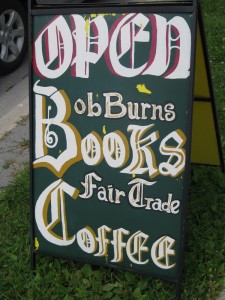 OPEN
Bob Burns
Books
Fair Trade
Coffee